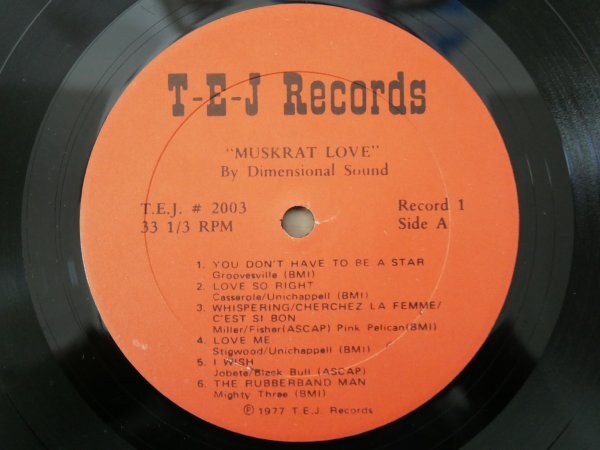 T-E-J Records
"MUSKRAT LOVE"
By Dimensional Sound
T.E.J. # 2003 Record 1
33 1/3 RPM Side A
1. YOU DON'T HAVE TO BE A STAR
Groovesville (BMI)
2. LOVE SO RIGHT
Casserole/Unichappell (BMI)
3. WHISPERING/CHERCHEZ LA FEMME/
C'EST SI BON
Miller/Fisher(ASCAP) Pink Pelican(BMI)
4. LOVE ME
Stigwood/Unichappell (BMI)
5. I WISH
Jobete/Black Bull (ASCAP)
6. THE RUBBERBAND MAN
Mighty Three (BMI)
Ⓟ 1977 T.E.J. Records